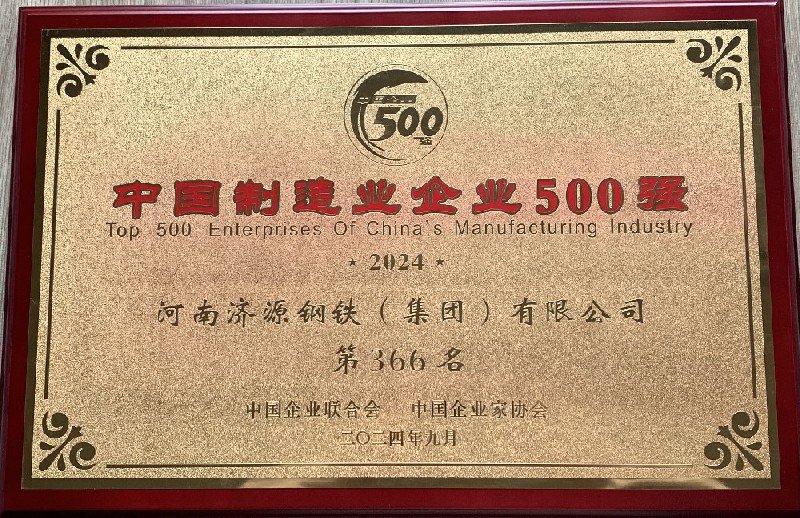 500
强
中国制造业企业500强
Top 500 Enterprises Of China's Manufacturing Industry
2024
河南济源钢铁（集团）有限公司
第366名
中国企业联合会 中国企业家协会
二〇二四年九月